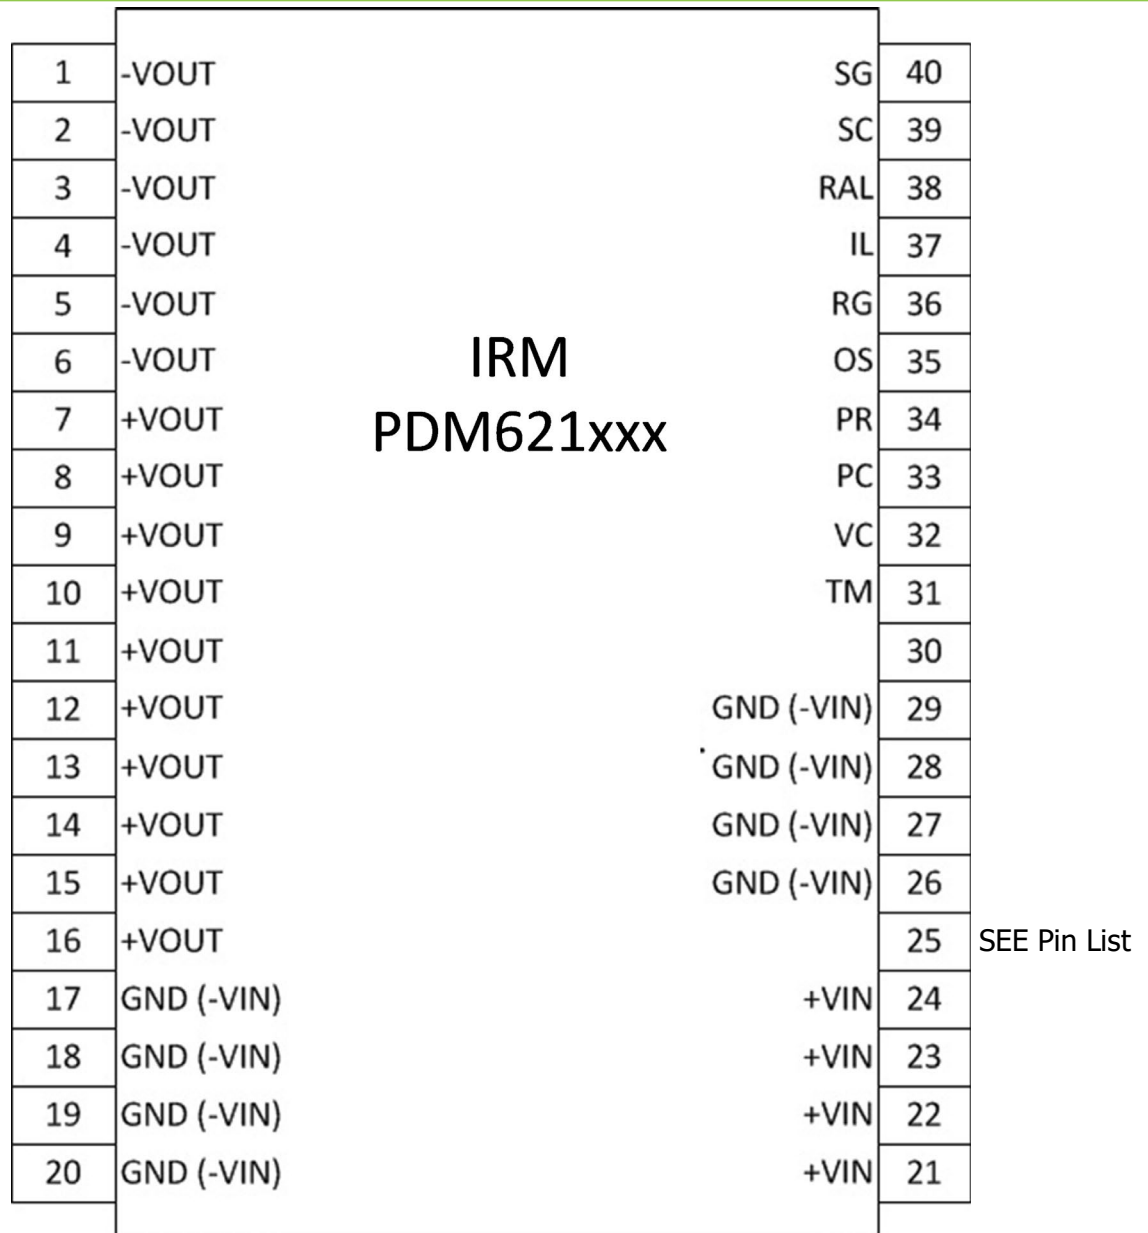 1 -VOUT SG 40
2 -VOUT SC 39
3 -VOUT RAL 38
4 -VOUT IL 37
5 -VOUT RG 36
6 -VOUT OS 35
IRM
7 +VOUT PR 34
PDM621xxx
8 +VOUT PC 33
9 +VOUT VC 32
10 +VOUT TM 31
11 +VOUT 30
12 +VOUT GND (-VIN) 29
13 +VOUT GND (-VIN) 28
14 +VOUT GND (-VIN) 27
15 +VOUT GND (-VIN) 26
16 +VOUT 25 SEE Pin List
17 GND (-VIN) +VIN 24
18 GND (-VIN) +VIN 23
19 GND (-VIN) +VIN 22
20 GND (-VIN) +VIN 21